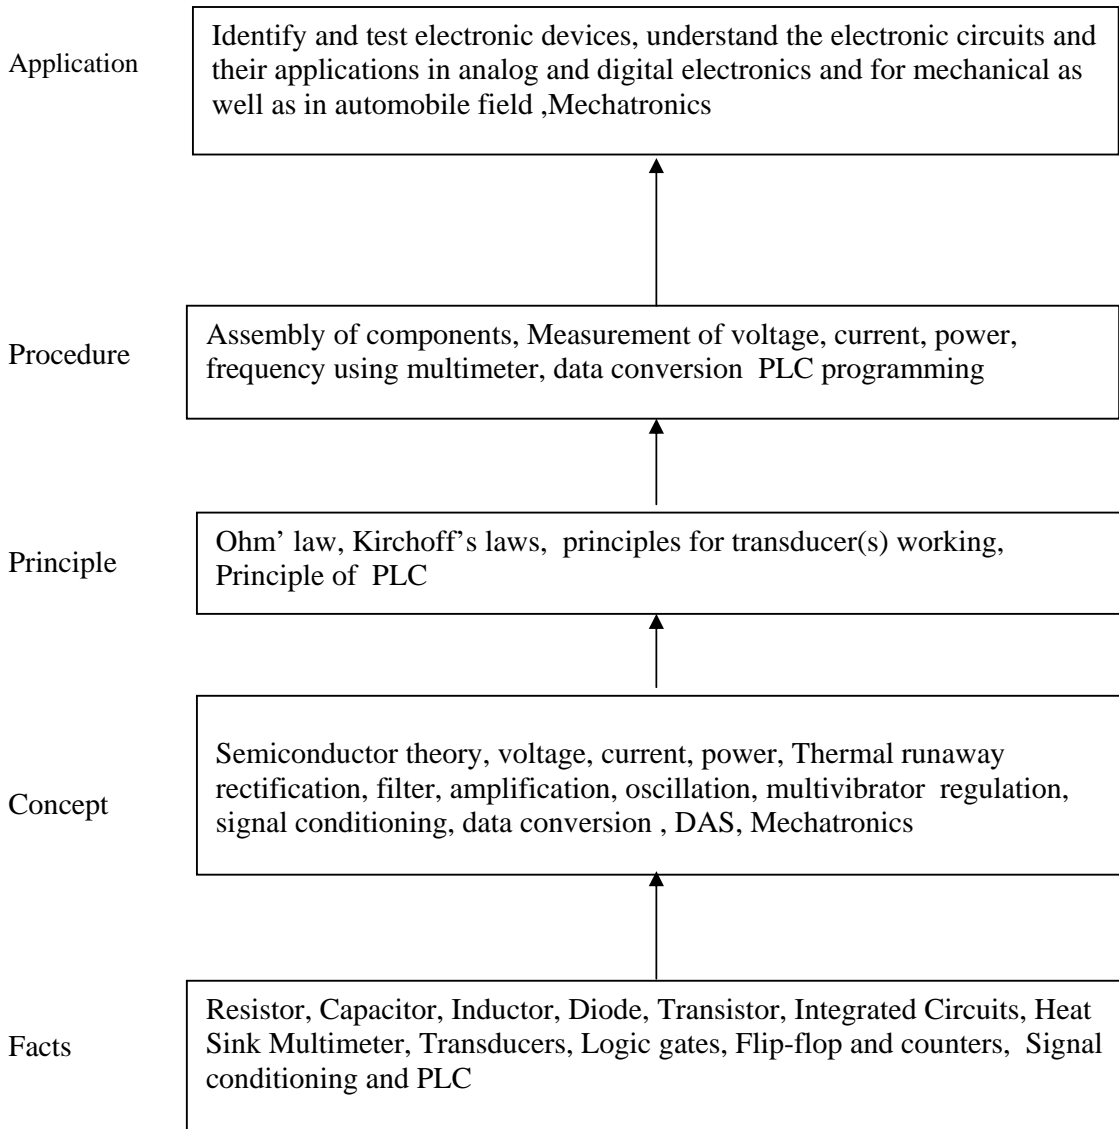 Application
Identify and test electronic devices, understand the electronic circuits and
their applications in analog and digital electronics and for mechanical as
well as in automobile field ,Mechatronics
Procedure
Assembly of components, Measurement of voltage, current, power,
frequency using multimeter, data conversion  PLC programming
Principle
Ohm’ law, Kirchoff’s laws,  principles for transducer(s) working,
Principle of  PLC
Concept
Semiconductor theory, voltage, current, power, Thermal runaway
rectification, filter, amplification, oscillation, multivibrator  regulation,
signal conditioning, data conversion , DAS, Mechatronics
Facts
Resistor, Capacitor, Inductor, Diode, Transistor, Integrated Circuits, Heat
Sink Multimeter, Transducers, Logic gates, Flip-flop and counters,  Signal
conditioning and PLC